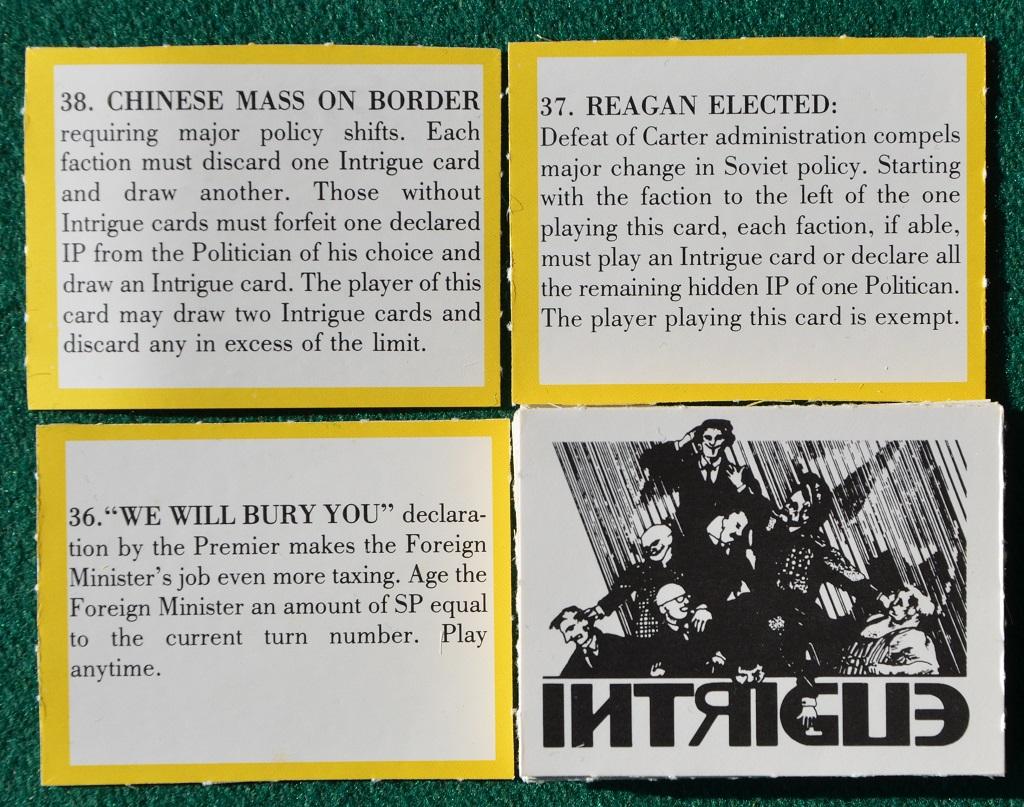 38. CHINESE MASS ON BORDER
requiring major policy shifts. Each
faction must discard one Intrigue card
and draw another. Those without
Intrigue cards must forfeit one declared
IP from the Politician of his choice and
draw an Intrigue card. The player of this
card may draw two Intrigue cards and
discard any in excess of the limit.
37. REAGAN ELECTED:
Defeat of Carter administration compels
major change in Soviet policy. Starting
with the faction to the left of the one
playing this card, each faction, if able,
must play an Intrigue card or declare all
the remaining hidden IP of one Politican.
The player playing this card is exempt.
36.“WE WILL BURY YOU” declara-
tion by the Premier makes the Foreign
Minister’s job even more taxing. Age the
Foreign Minister an amount of SP equal
to the current turn number. Play
anytime.
INTRIGUE